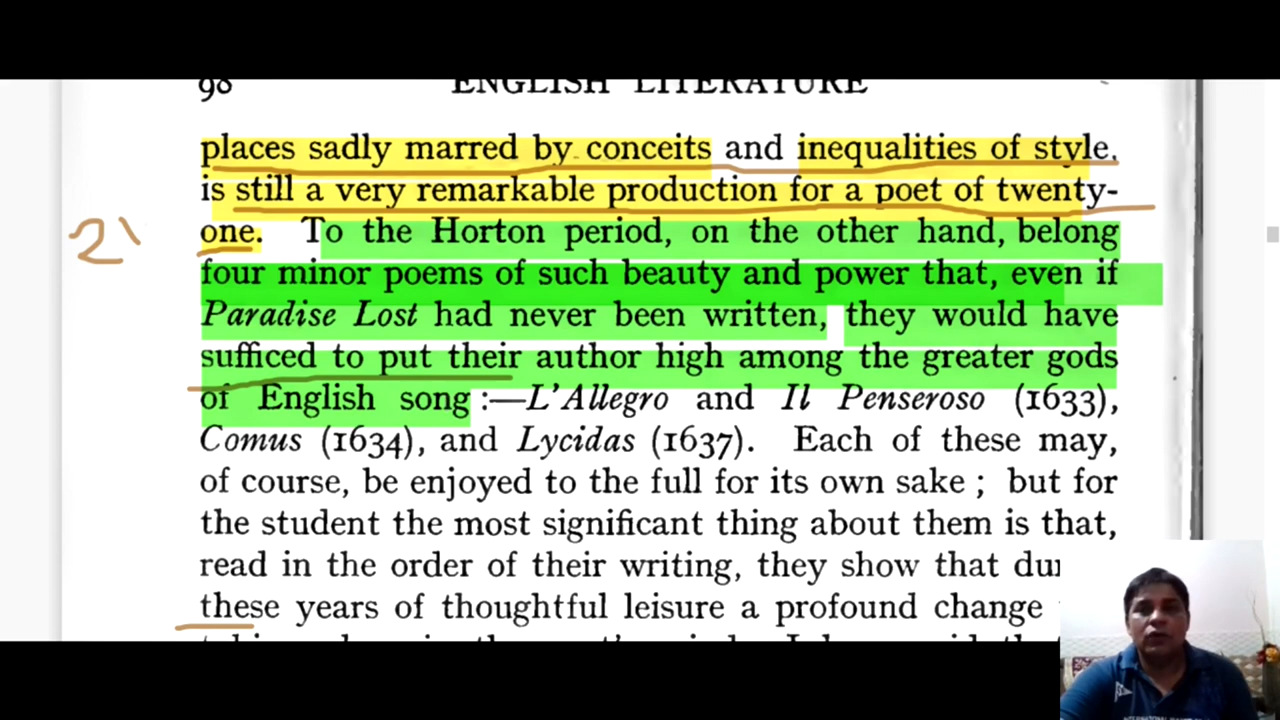 98 ENGLISH LITERATURE
places sadly marred by conceits and inequalities of style,
is still a very remarkable production for a poet of twenty-
one. To the Horton period, on the other hand, belong
21
four minor poems of such beauty and power that, even if
Paradise Lost had never been written, they would have
sufficed to put their author high among the greater gods
of English song :—L'Allegro and Il Penseroso (1633),
Comus (1634), and Lycidas (1637). Each of these may,
of course, be enjoyed to the full for its own sake ; but for
the student the most significant thing about them is that,
read in the order of their writing, they show that
these years of thoughtful leisure a profound change